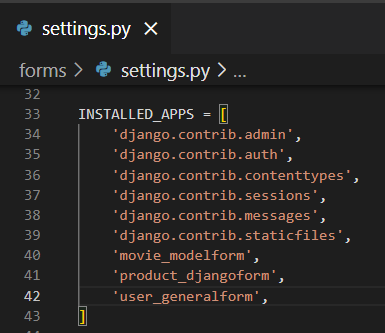 settings.py ×
forms > settings.py > ...
32
33 INSTALLED_APPS = [
34     'django.contrib.admin',
35     'django.contrib.auth',
36     'django.contrib.contenttypes',
37     'django.contrib.sessions',
38     'django.contrib.messages',
39     'django.contrib.staticfiles',
40     'movie_modelform',
41     'product_djangoform',
42     'user_generalform',
43 ]